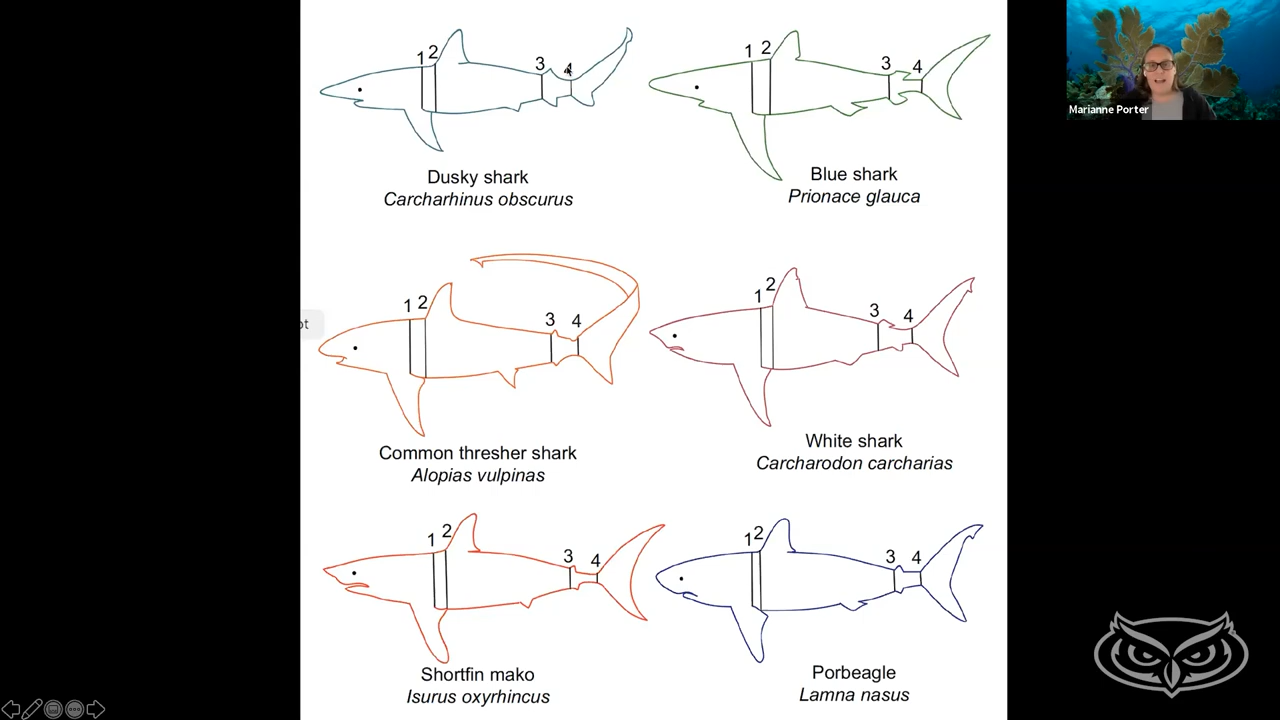 1 2 3 4
Dusky shark
Carcharhinus obscurus
1 2 3 4
Blue shark
Prionace glauca
Marianne Porter
ot
1 2 3 4
Common thresher shark
Alopias vulpinas
1 2 3 4
White shark
Carcharodon carcharias
1 2 3 4
Shortfin mako
Isurus oxyrhincus
1 2 3 4
Porbeagle
Lamna nasus